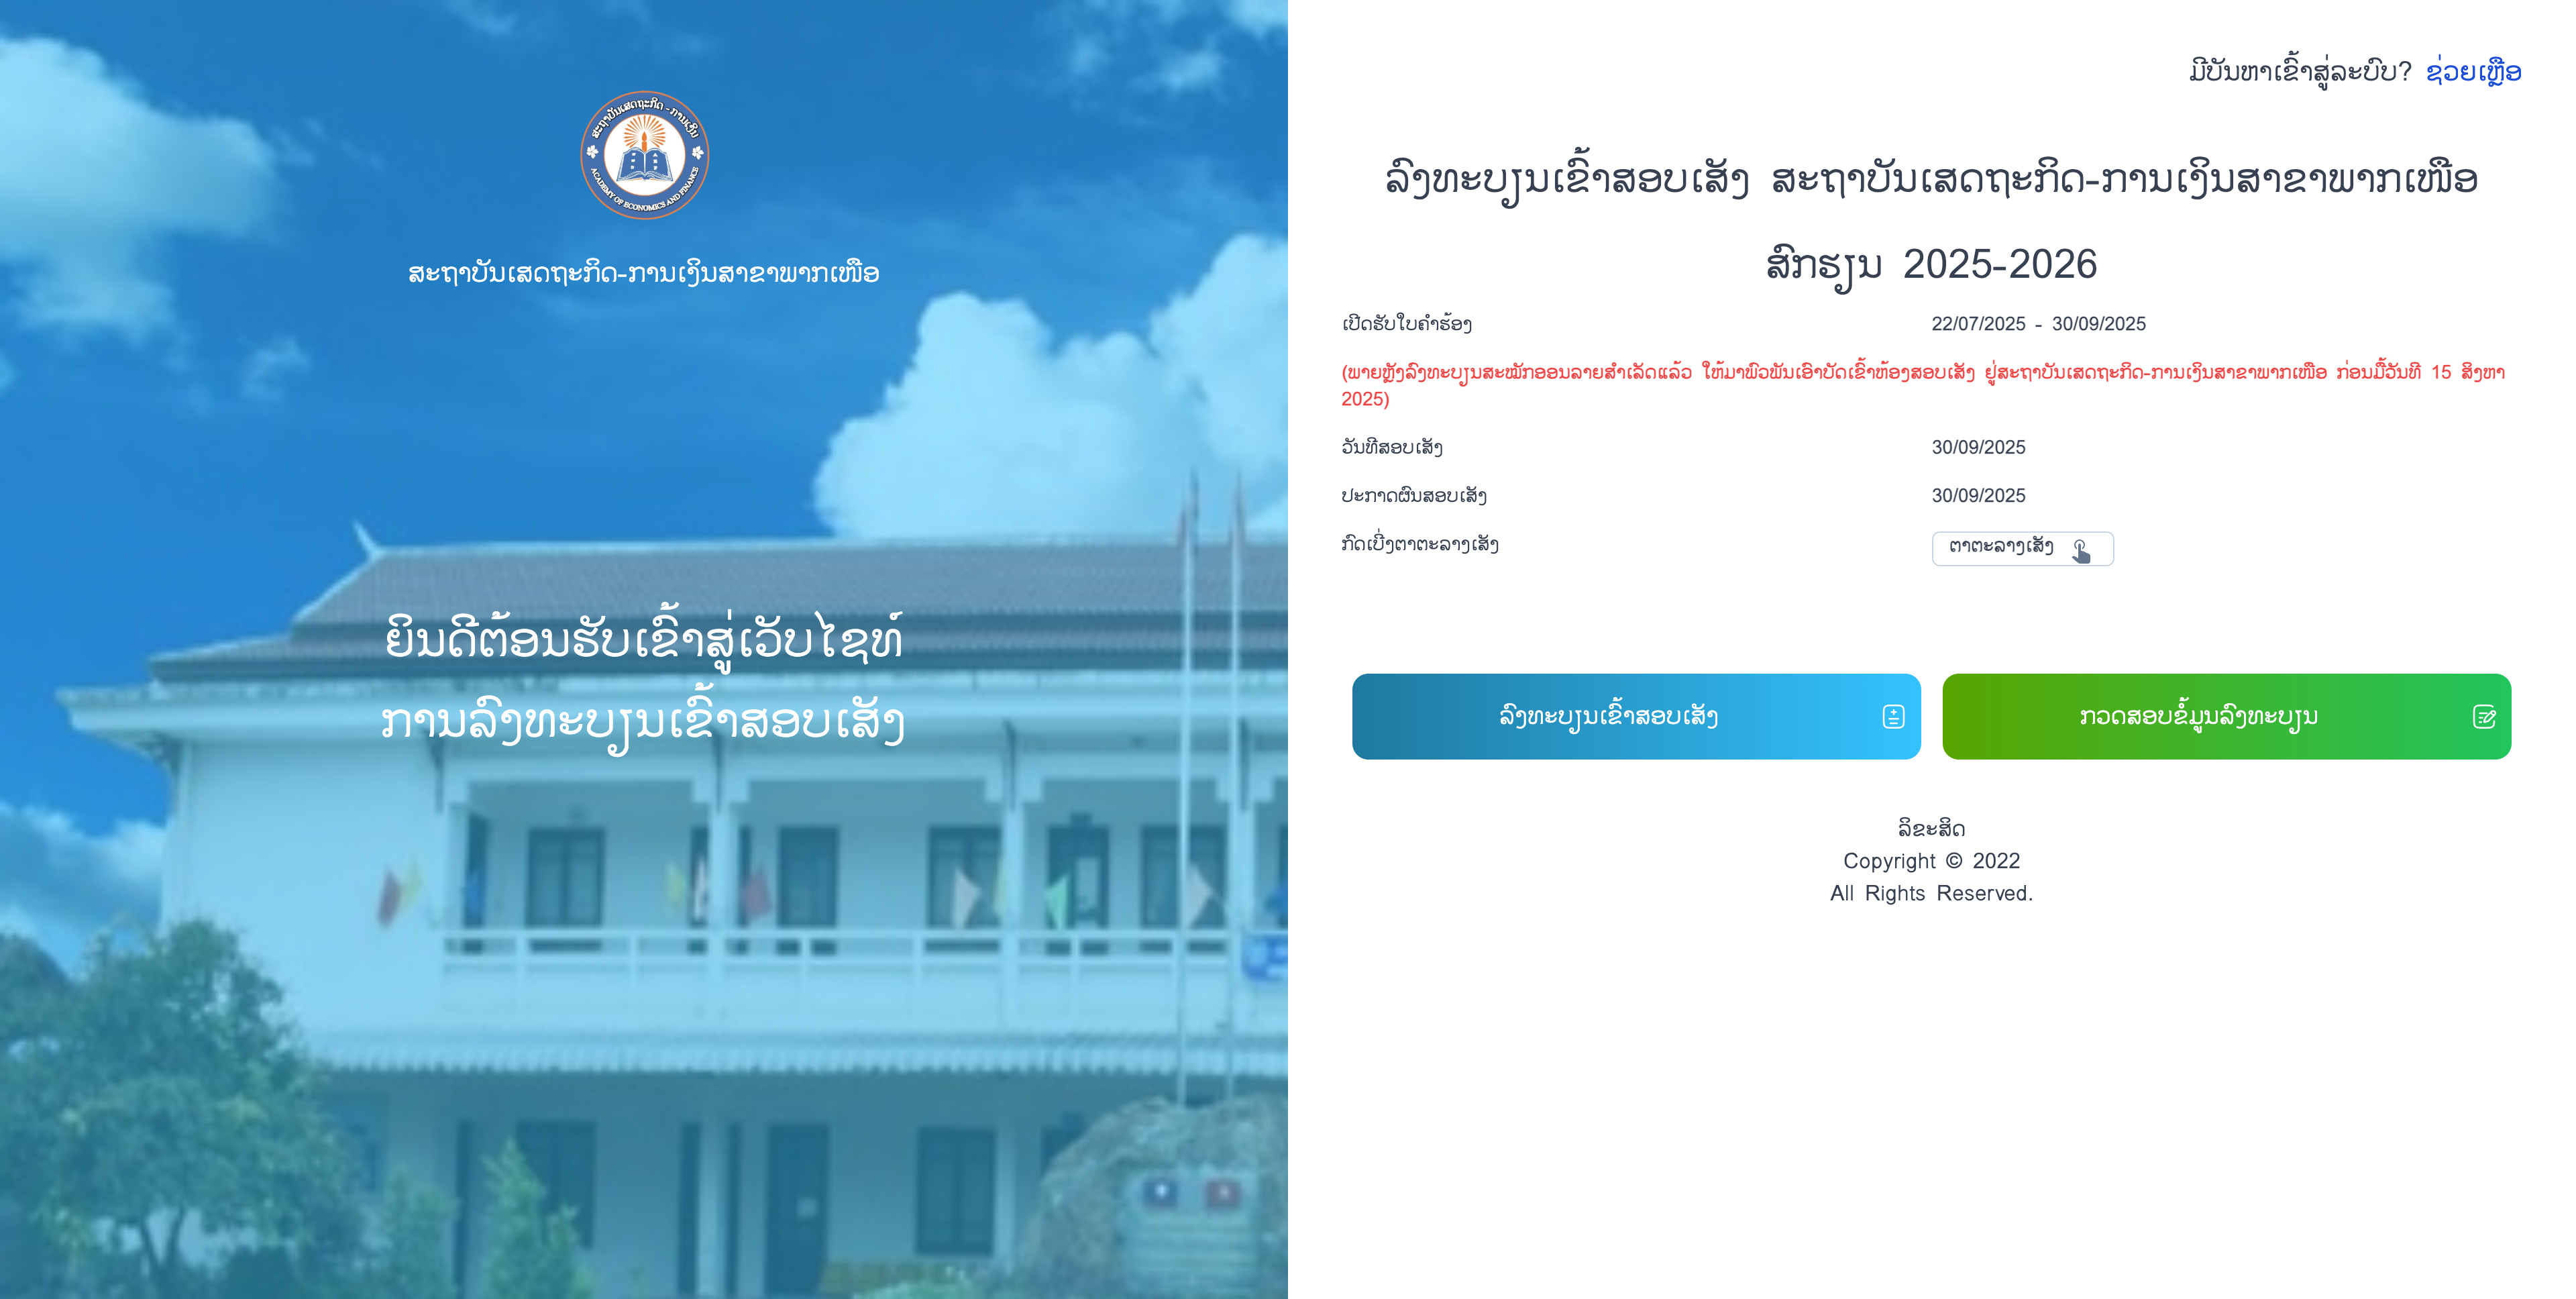 ສະຖາບັນເສດຖະກິດ - ການເງິນ
ACADEMY OF ECONOMICS AND FINANCE
ສະຖາບັນເສດຖະກິດ-ການເງິນສາຂາພາກເໜືອ
ຍິນດີຕ້ອນຮັບເຂົ້າສູ່ເວັບໄຊທ໌
ການລົງທະບຽນເຂົ້າສອບເສັງ
ມີບັນຫາເຂົ້າສູ່ລະບົບ? ຊ່ວຍເຫຼືອ
ລົງທະບຽນເຂົ້າສອບເສັງ ສະຖາບັນເສດຖະກິດ-ການເງິນສາຂາພາກເໜືອ
ສົກຮຽນ 2025-2026
ເປີດຮັບໃບຄຳຮ້ອງ 22/07/2025 - 30/09/2025
(ພາຍຫຼັງລົງທະບຽນສະໝັກອອນລາຍສຳເລັດແລ້ວ ໃຫ້ມາພົວພັນເອົາບັດເຂົ້າຫ້ອງສອບເສັງ ຢູ່ສະຖາບັນເສດຖະກິດ-ການເງິນສາຂາພາກເໜືອ ກ່ອນມື້ວັນທີ 15 ສິງຫາ
2025)
ວັນທີສອບເສັງ 30/09/2025
ປະກາດຜົນສອບເສັງ 30/09/2025
ກົດເບີ່ງຕາຕະລາງເສັງ ຕາຕະລາງເສັງ
ລົງທະບຽນເຂົ້າສອບເສັງ
ກວດສອບຂໍ້ມູນລົງທະບຽນ
ລິຂະສິດ
Copyright © 2022
All Rights Reserved.